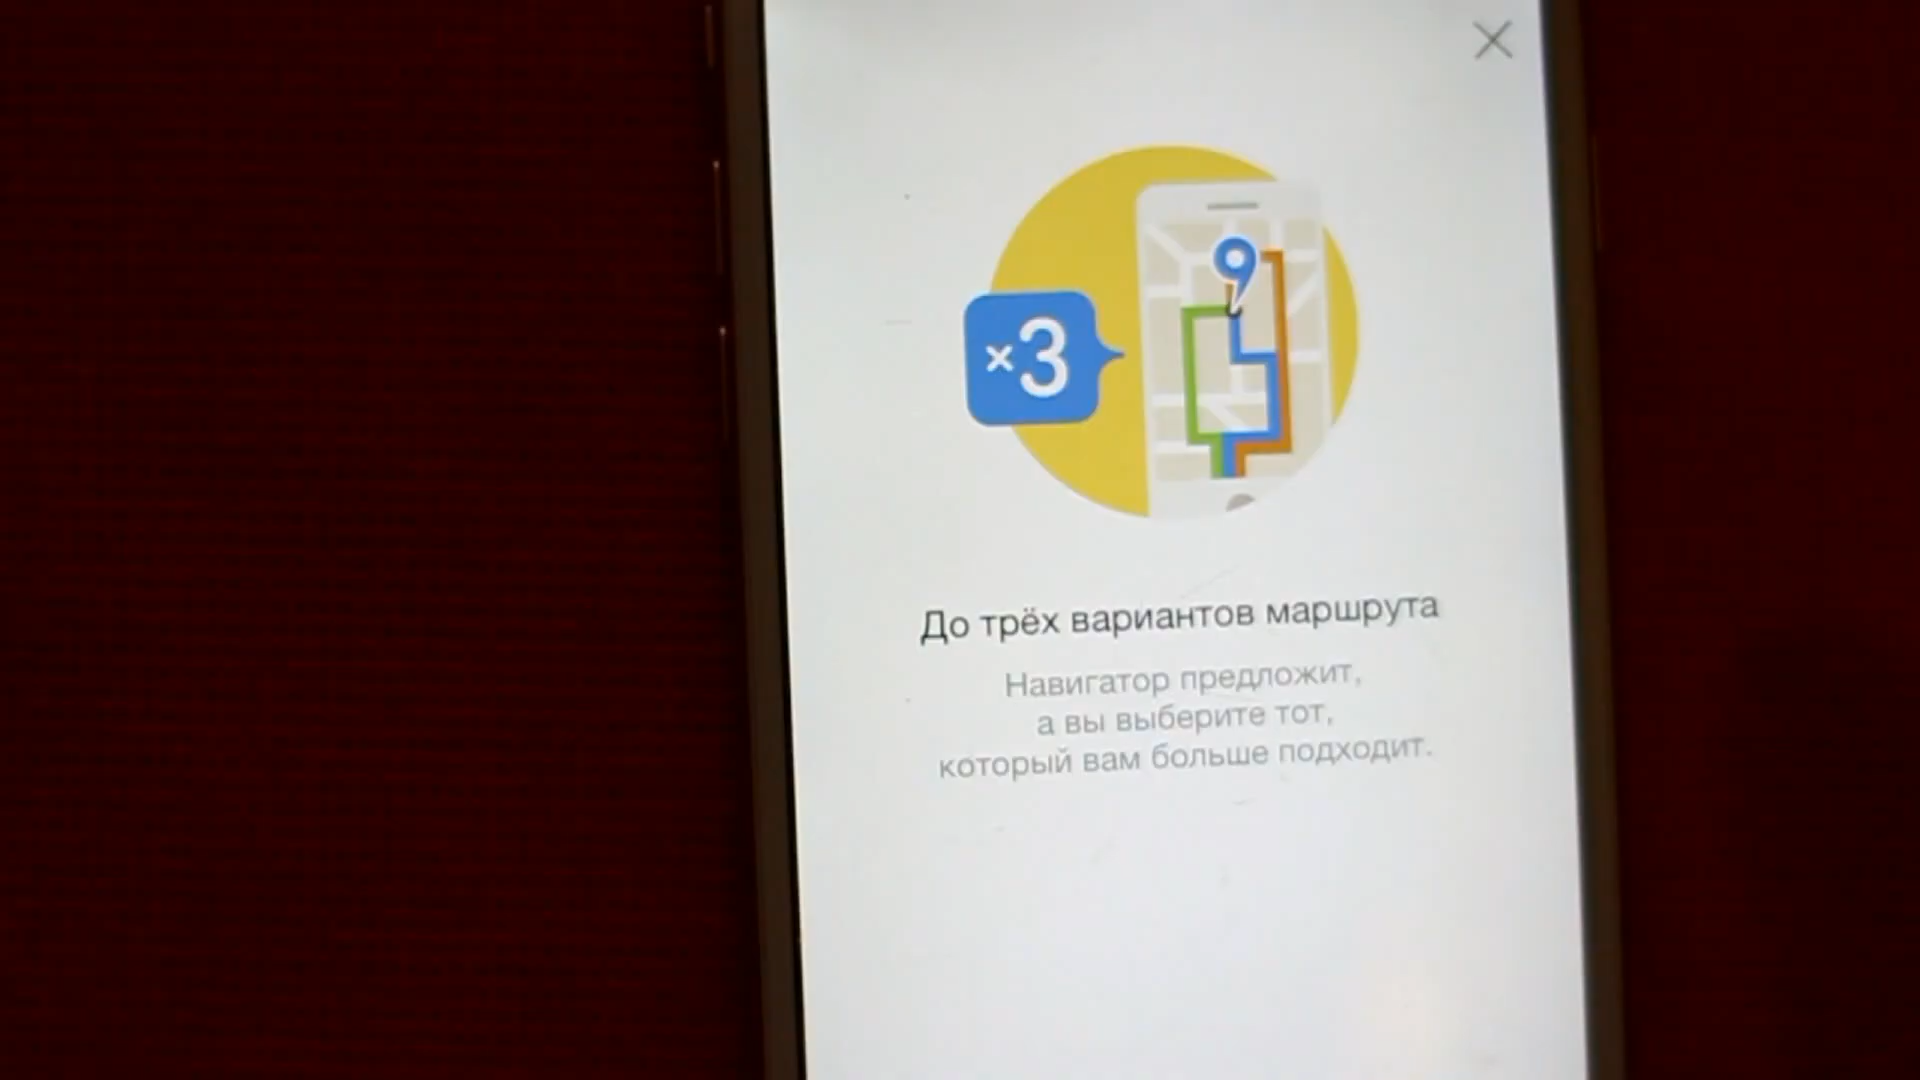 ×3
До трёх вариантов маршрута
Навигатор предложит,
а вы выберите тот,
который вам больше подходит.